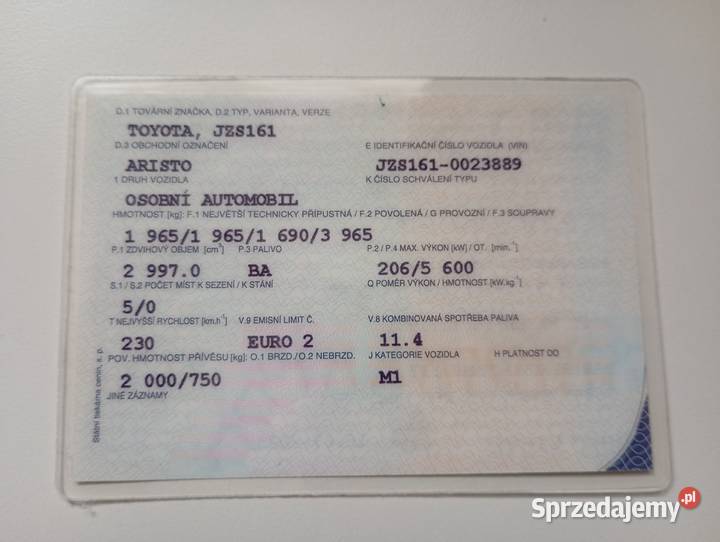 D.1 TOVÁRNÍ ZNAČKA, D.2 TYP, VARIANTA, VERZE
TOYOTA, JZS161
D.3 OBCHODNÍ OZNAČENÍ E IDENTIFIKAČNÍ ČÍSLO VOZIDLA (VIN)
ARISTO JZS161-0023889
1 DRUH VOZIDLA K ČÍSLO SCHVÁLENÍ TYPU
OSOBNÍ AUTOMOBIL
HMOTNOST [kg]: F.1 NEJVĚTŠÍ TECHNICKY PŘÍPUSTNÁ / F.2 POVOLENÁ / G PROVOZNÍ / F.3 SOUPRAVY
1 965/1 965/1 690/3 965
P.1 ZDVIHOVÝ OBJEM [cm³] P.3 PALIVO P.2 / P.4 MAX. VÝKON [kW] / OT. [min.⁻¹]
2 997.0 BA 206/5 600
S.1 / S.2 POČET MÍST K SEZENÍ / K STÁNÍ Q POMĚR VÝKON / HMOTNOST [kW.kg⁻¹]
5/0
T NEJVYŠŠÍ RYCHLOST [km.h⁻¹] V.9 EMISNÍ LIMIT Č. V.8 KOMBINOVANÁ SPOTŘEBA PALIVA
230 EURO 2 11.4
POV. HMOTNOST PŘÍVĚSU [kg]: O.1 BRZD./O.2 NEBRZD. J KATEGORIE VOZIDLA H PLATNOST DO
2 000/750 M1
JINÉ ZÁZNAMY
Státní tiskárna cenin, s. p.
Sprzedajemy.pl